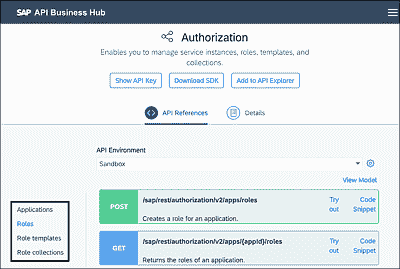 SAP API Business Hub
Authorization
Enables you to manage service instances, roles, templates, and
collections.
Show API Key
Download SDK
Add to API Explorer
API References
Details
API Environment
Sandbox
View Model
Applications
Roles
Role templates
Role collections
POST
/sap/rest/authorization/v2/apps/roles
Creates a role for an application.
Try
out
Code
Snippet
GET
/sap/rest/authorization/v2/apps/{appId}/roles
Returns the roles of an application.
Try
out
Code
Snippet